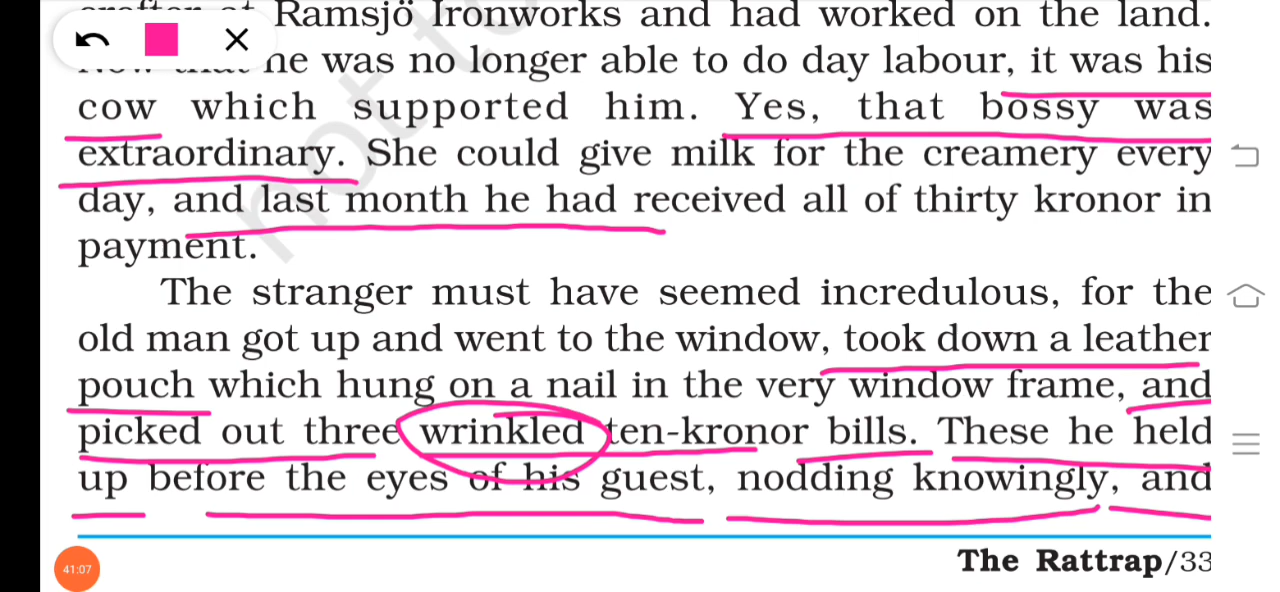 Ramsjö Ironworks and had worked on the land.
he was no longer able to do day labour, it was his
cow which supported him. Yes, that bossy was
extraordinary. She could give milk for the creamery every
day, and last month he had received all of thirty kronor in
payment.
The stranger must have seemed incredulous, for the
old man got up and went to the window, took down a leather
pouch which hung on a nail in the very window frame, and
picked out three wrinkled ten-kronor bills. These he held
up before the eyes of his guest, nodding knowingly, and
The Rattrap/33
41:07
not t